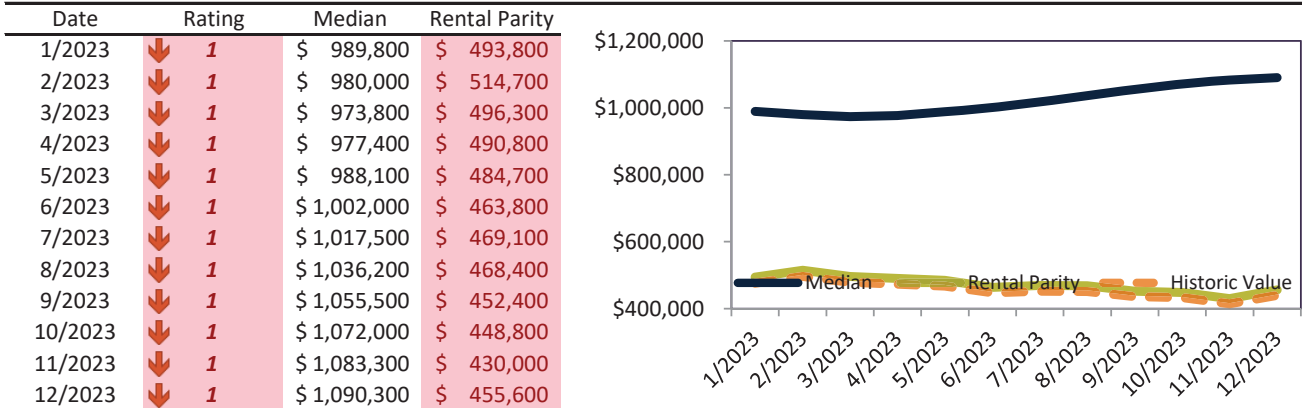 Date Rating Median Rental Parity
1/2023 1 $ 989,800 $ 493,800
2/2023 1 $ 980,000 $ 514,700
3/2023 1 $ 973,800 $ 496,300
4/2023 1 $ 977,400 $ 490,800
5/2023 1 $ 988,100 $ 484,700
6/2023 1 $ 1,002,000 $ 463,800
7/2023 1 $ 1,017,500 $ 469,100
8/2023 1 $ 1,036,200 $ 468,400
9/2023 1 $ 1,055,500 $ 452,400
10/2023 1 $ 1,072,000 $ 448,800
11/2023 1 $ 1,083,300 $ 430,000
12/2023 1 $ 1,090,300 $ 455,600
$1,200,000
$1,000,000
$800,000
$600,000
$400,000
Median Rental Parity Historic Value
1/2023 2/2023 3/2023 4/2023 5/2023 6/2023 7/2023 8/2023 9/2023 10/2023 11/2023 12/2023